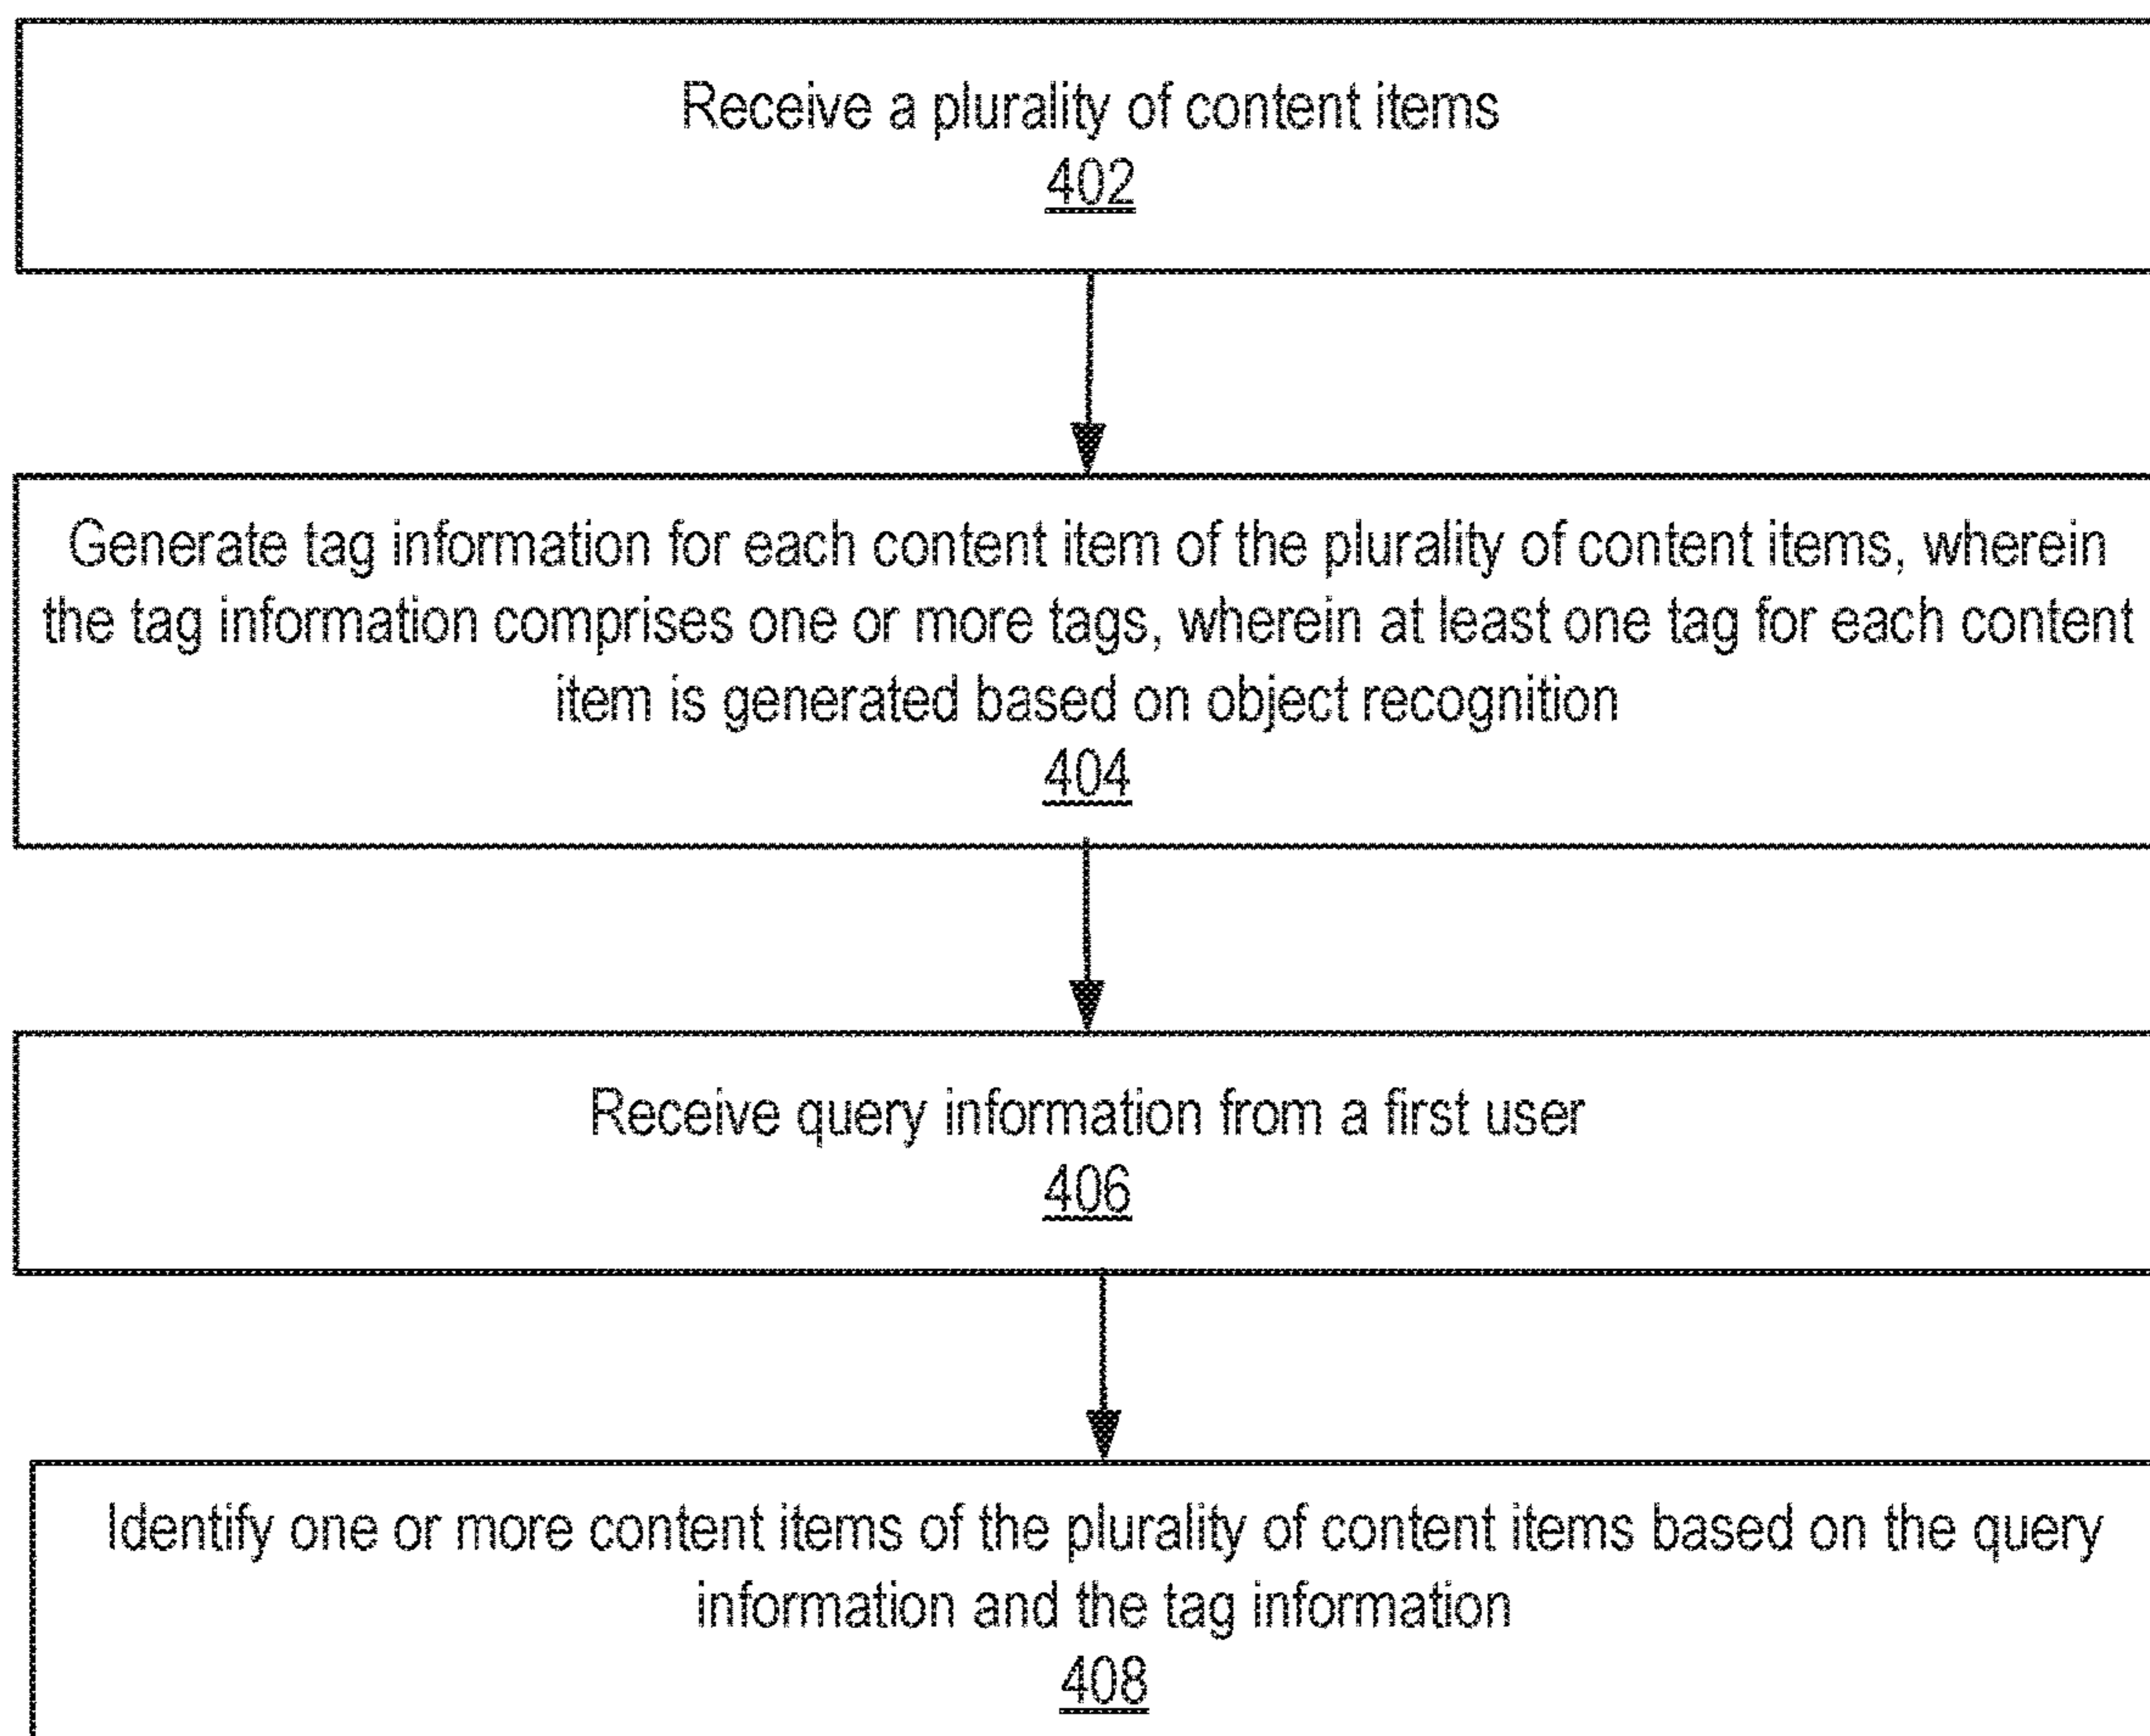 Receive a plurality of content items
402
Generate tag information for each content item of the plurality of content items, wherein
the tag information comprises one or more tags, wherein at least one tag for each content
item is generated based on object recognition
404
Receive query information from a first user
406
Identify one or more content items of the plurality of content items based on the query
information and the tag information
408